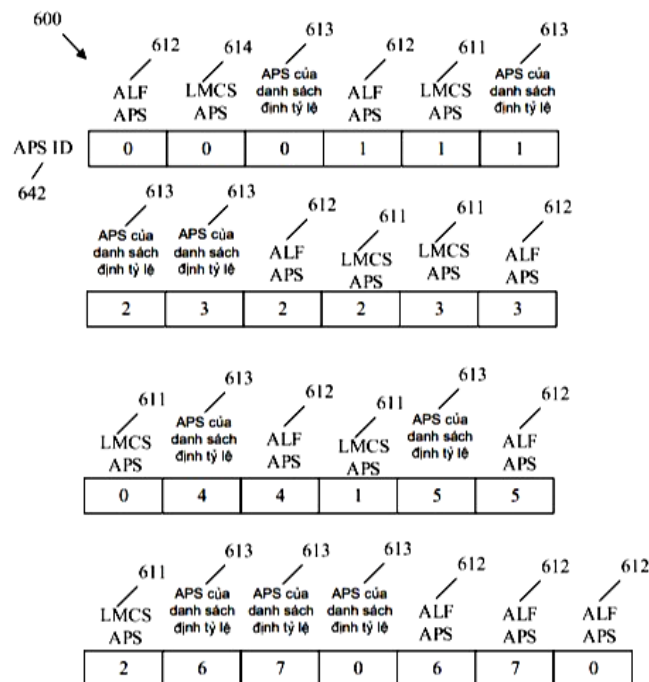 600
612 614 613 612 611 613
ALF APS LMCS APS APS của danh sách định tỷ lệ ALF APS LMCS APS APS của danh sách định tỷ lệ
APS ID 0 0 0 1 1 1
642
613 613 612 611 611 612
APS của danh sách định tỷ lệ APS của danh sách định tỷ lệ ALF APS LMCS APS LMCS APS ALF APS
2 3 2 2 3 3
611 613 612 611 613 612
LMCS APS APS của danh sách định tỷ lệ ALF APS LMCS APS APS của danh sách định tỷ lệ ALF APS
0 4 4 1 5 5
611 613 613 613 612 612 612
LMCS APS APS của danh sách định tỷ lệ APS của danh sách định tỷ lệ APS của danh sách định tỷ lệ ALF APS ALF APS ALF APS
2 6 7 0 6 7 0